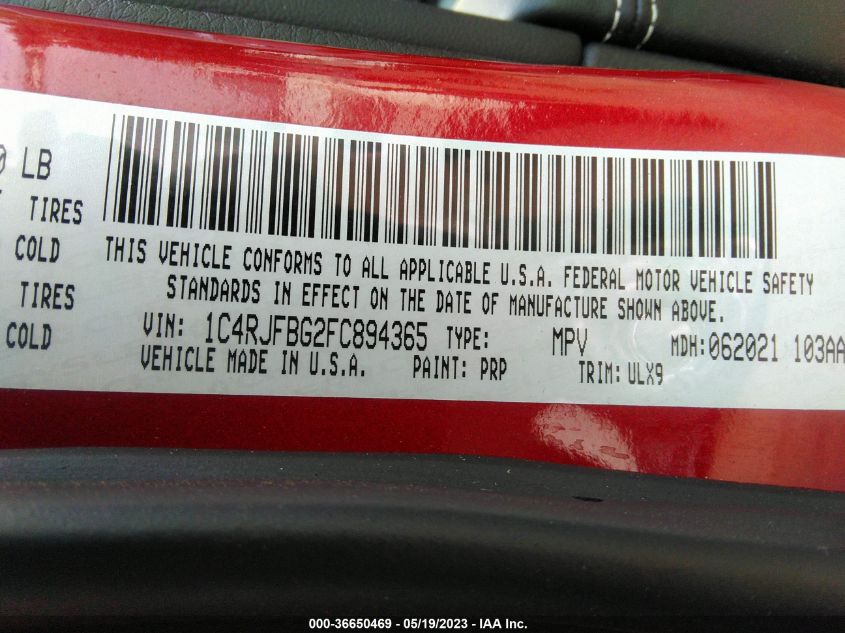 LB
TIRES
COLD
TIRES
COLD
THIS VEHICLE CONFORMS TO ALL APPLICABLE U.S.A. FEDERAL MOTOR VEHICLE SAFETY
STANDARDS IN EFFECT ON THE DATE OF MANUFACTURE SHOWN ABOVE.
VIN: 1C4RJFBG2FC894365 TYPE: MPV MDH:062021 103AA
VEHICLE MADE IN U.S.A. PAINT: PRP TRIM:ULX9
000-36650469 - 05/19/2023 - IAA Inc.